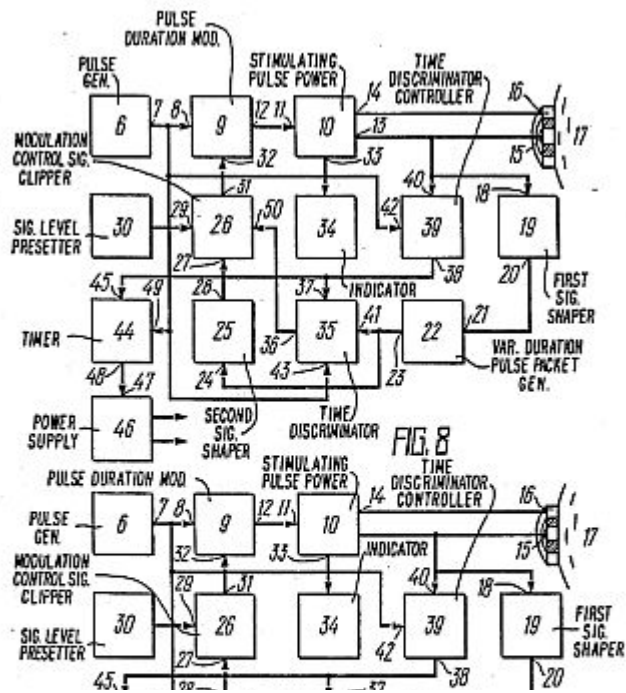 PULSE
DURATION MOD.
PULSE
GEN.
STIMULATING
PULSE POWER
TIME
DISCRIMINATOR
CONTROLLER
6
7
8
9
12
11
10
14
13
16
15
17
MODULATION
CONTROL SIG.
CLIPPER
32
31
33
40
18
SIG. LEVEL
PRESETTER
30
29
26
50
34
42
39
19
27
28
37
INDICATOR
38
20
FIRST
SIG.
SHAPER
45
49
TIMER
44
25
36
35
41
22
21
24
43
23
VAR. DURATION
PULSE PACKET
GEN.
48
47
POWER
SUPPLY
46
SECOND
SIG.
SHAPER
TIME
DISCRIMINATOR
FIG. 8
PULSE DURATION MOD.
STIMULATING
PULSE POWER
TIME
DISCRIMINATOR
CONTROLLER
PULSE
GEN.
6
7
8
9
12
11
10
14
16
15
17
MODULATION
CONTROL SIG.
CLIPPER
32
31
33
INDICATOR
40
18
SIG. LEVEL
PRESETTER
30
29
26
34
42
39
19
FIRST
SIG.
SHAPER
27
38
20
45
28
37